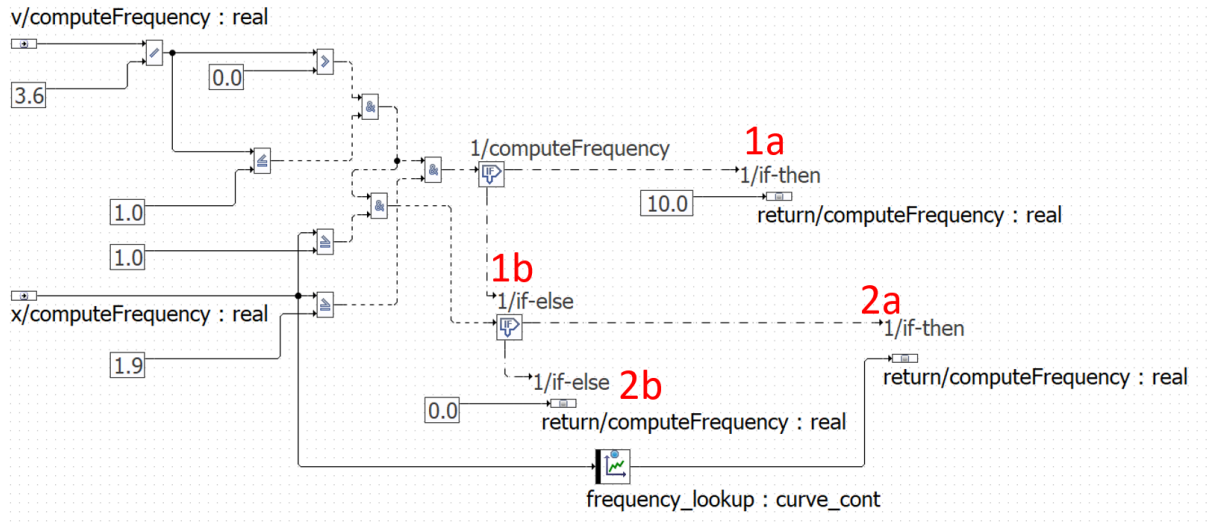 v/computeFrequency : real
3.6
0.0
>
&
≤
1.0
1/computeFrequency
1a
1/if-then
IF
&
&
10.0
return/computeFrequency : real
1.0
≥
1b
1/if-else
x/computeFrequency : real
≥
IF
2a
1/if-then
1.9
return/computeFrequency : real
1/if-else
2b
0.0
return/computeFrequency : real
frequency_lookup : curve_cont